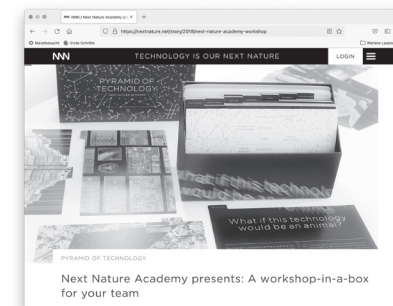 NNN / Next Nature Academy pre
https://nextnature.net/story/2018/next-nature-academy-workshop
Meistbesucht
Erste Schritte
Weitere Lesez
NNN
TECHNOLOGY IS OUR NEXT NATURE
LOGIN
PYRAMID OF
TECHNOLOGY
What if this technology
would be an animal?
PYRAMID OF TECHNOLOGY
Next Nature Academy presents: A workshop-in-a-box
for your team